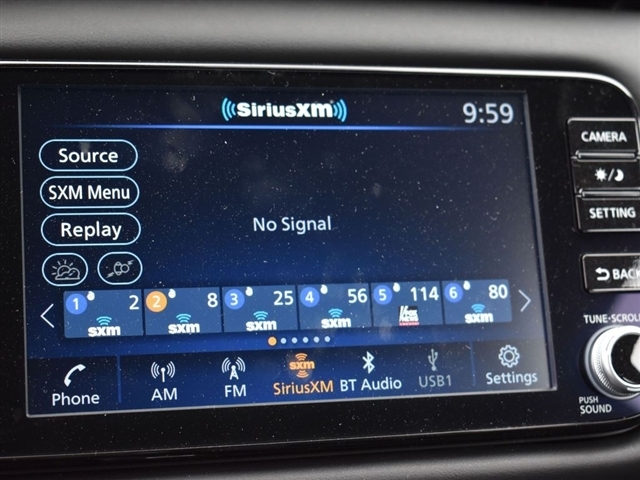 SiriusXM
9:59
CAMERA
Source
SXM Menu
SETTING
Replay
No Signal
BACK
1 2 2 8 3 25 4 56 5 114 6 80
sxm sxm sxm sxm FOX NEWS sxm
TUNE-SCROLL
sxm
Phone AM FM SiriusXM BT Audio USB1 Settings
PUSH
SOUND